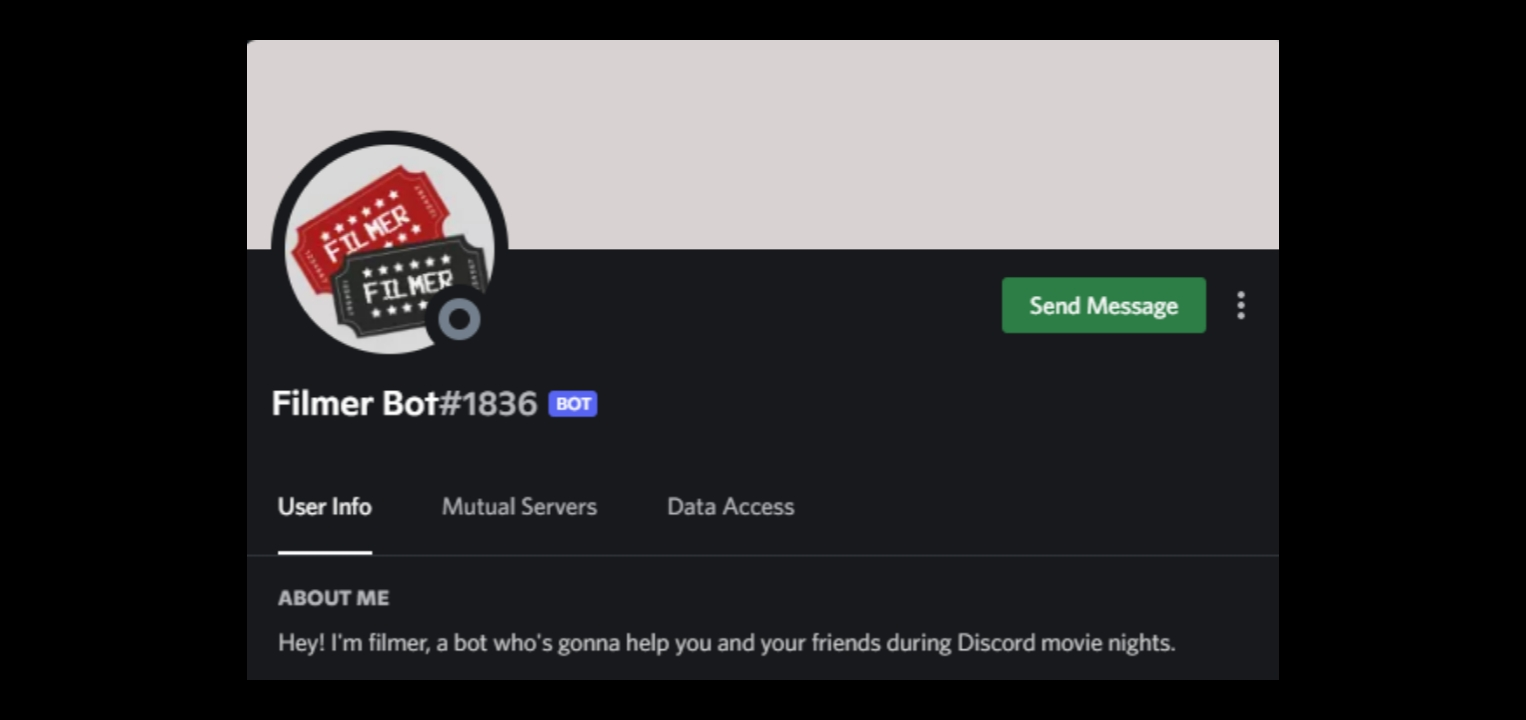 FILMER
FILMER
Send Message
Filmer Bot#1836 BOT
User Info Mutual Servers Data Access
ABOUT ME
Hey! I'm filmer, a bot who's gonna help you and your friends during Discord movie nights.